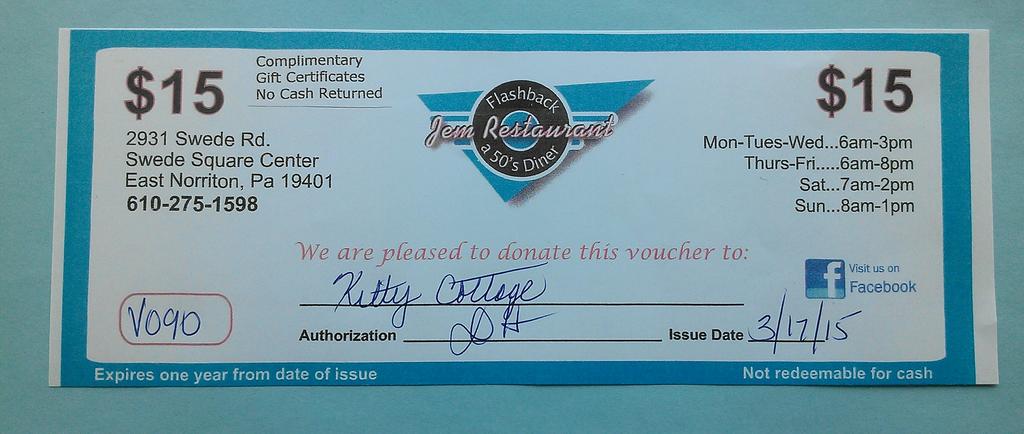 $15
Complimentary
Gift Certificates
No Cash Returned
2931 Swede Rd.
Swede Square Center
East Norriton, Pa 19401
610-275-1598
Flashback
Jem Restaurant
a 50's Diner
$15
Mon-Tues-Wed...6am-3pm
Thurs-Fri.....6am-8pm
Sat...7am-2pm
Sun...8am-1pm
We are pleased to donate this voucher to:
Kitty Cottage
f Visit us on
Facebook
V090
Authorization DH Issue Date 3/17/15
Expires one year from date of issue
Not redeemable for cash